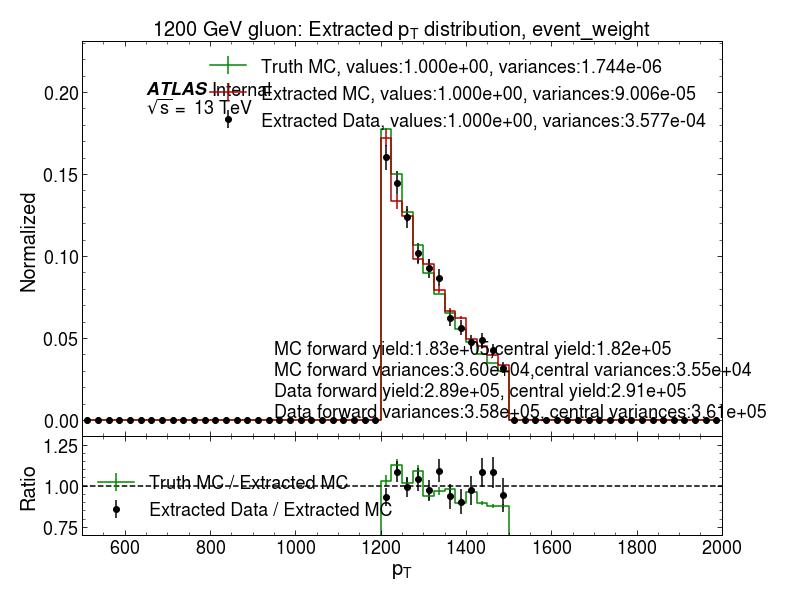 1200 GeV gluon: Extracted pT distribution, event_weight
Truth MC, values:1.000e+00, variances:1.744e-06
ATLAS Internal
Extracted MC, values:1.000e+00, variances:9.006e-05
√s = 13 TeV
Extracted Data, values:1.000e+00, variances:3.577e-04
Normalized
0.20
0.15
0.10
0.05
0.00
MC forward yield:1.83e+05, central yield:1.82e+05
MC forward variances:3.60e+04,central variances:3.55e+04
Data forward yield:2.89e+05, central yield:2.91e+05
Data forward variances:3.58e+05, central variances:3.61e+05
Ratio
1.25
1.00
0.75
Truth MC / Extracted MC
Extracted Data / Extracted MC
600 800 1000 1200 1400 1600 1800 2000
pT